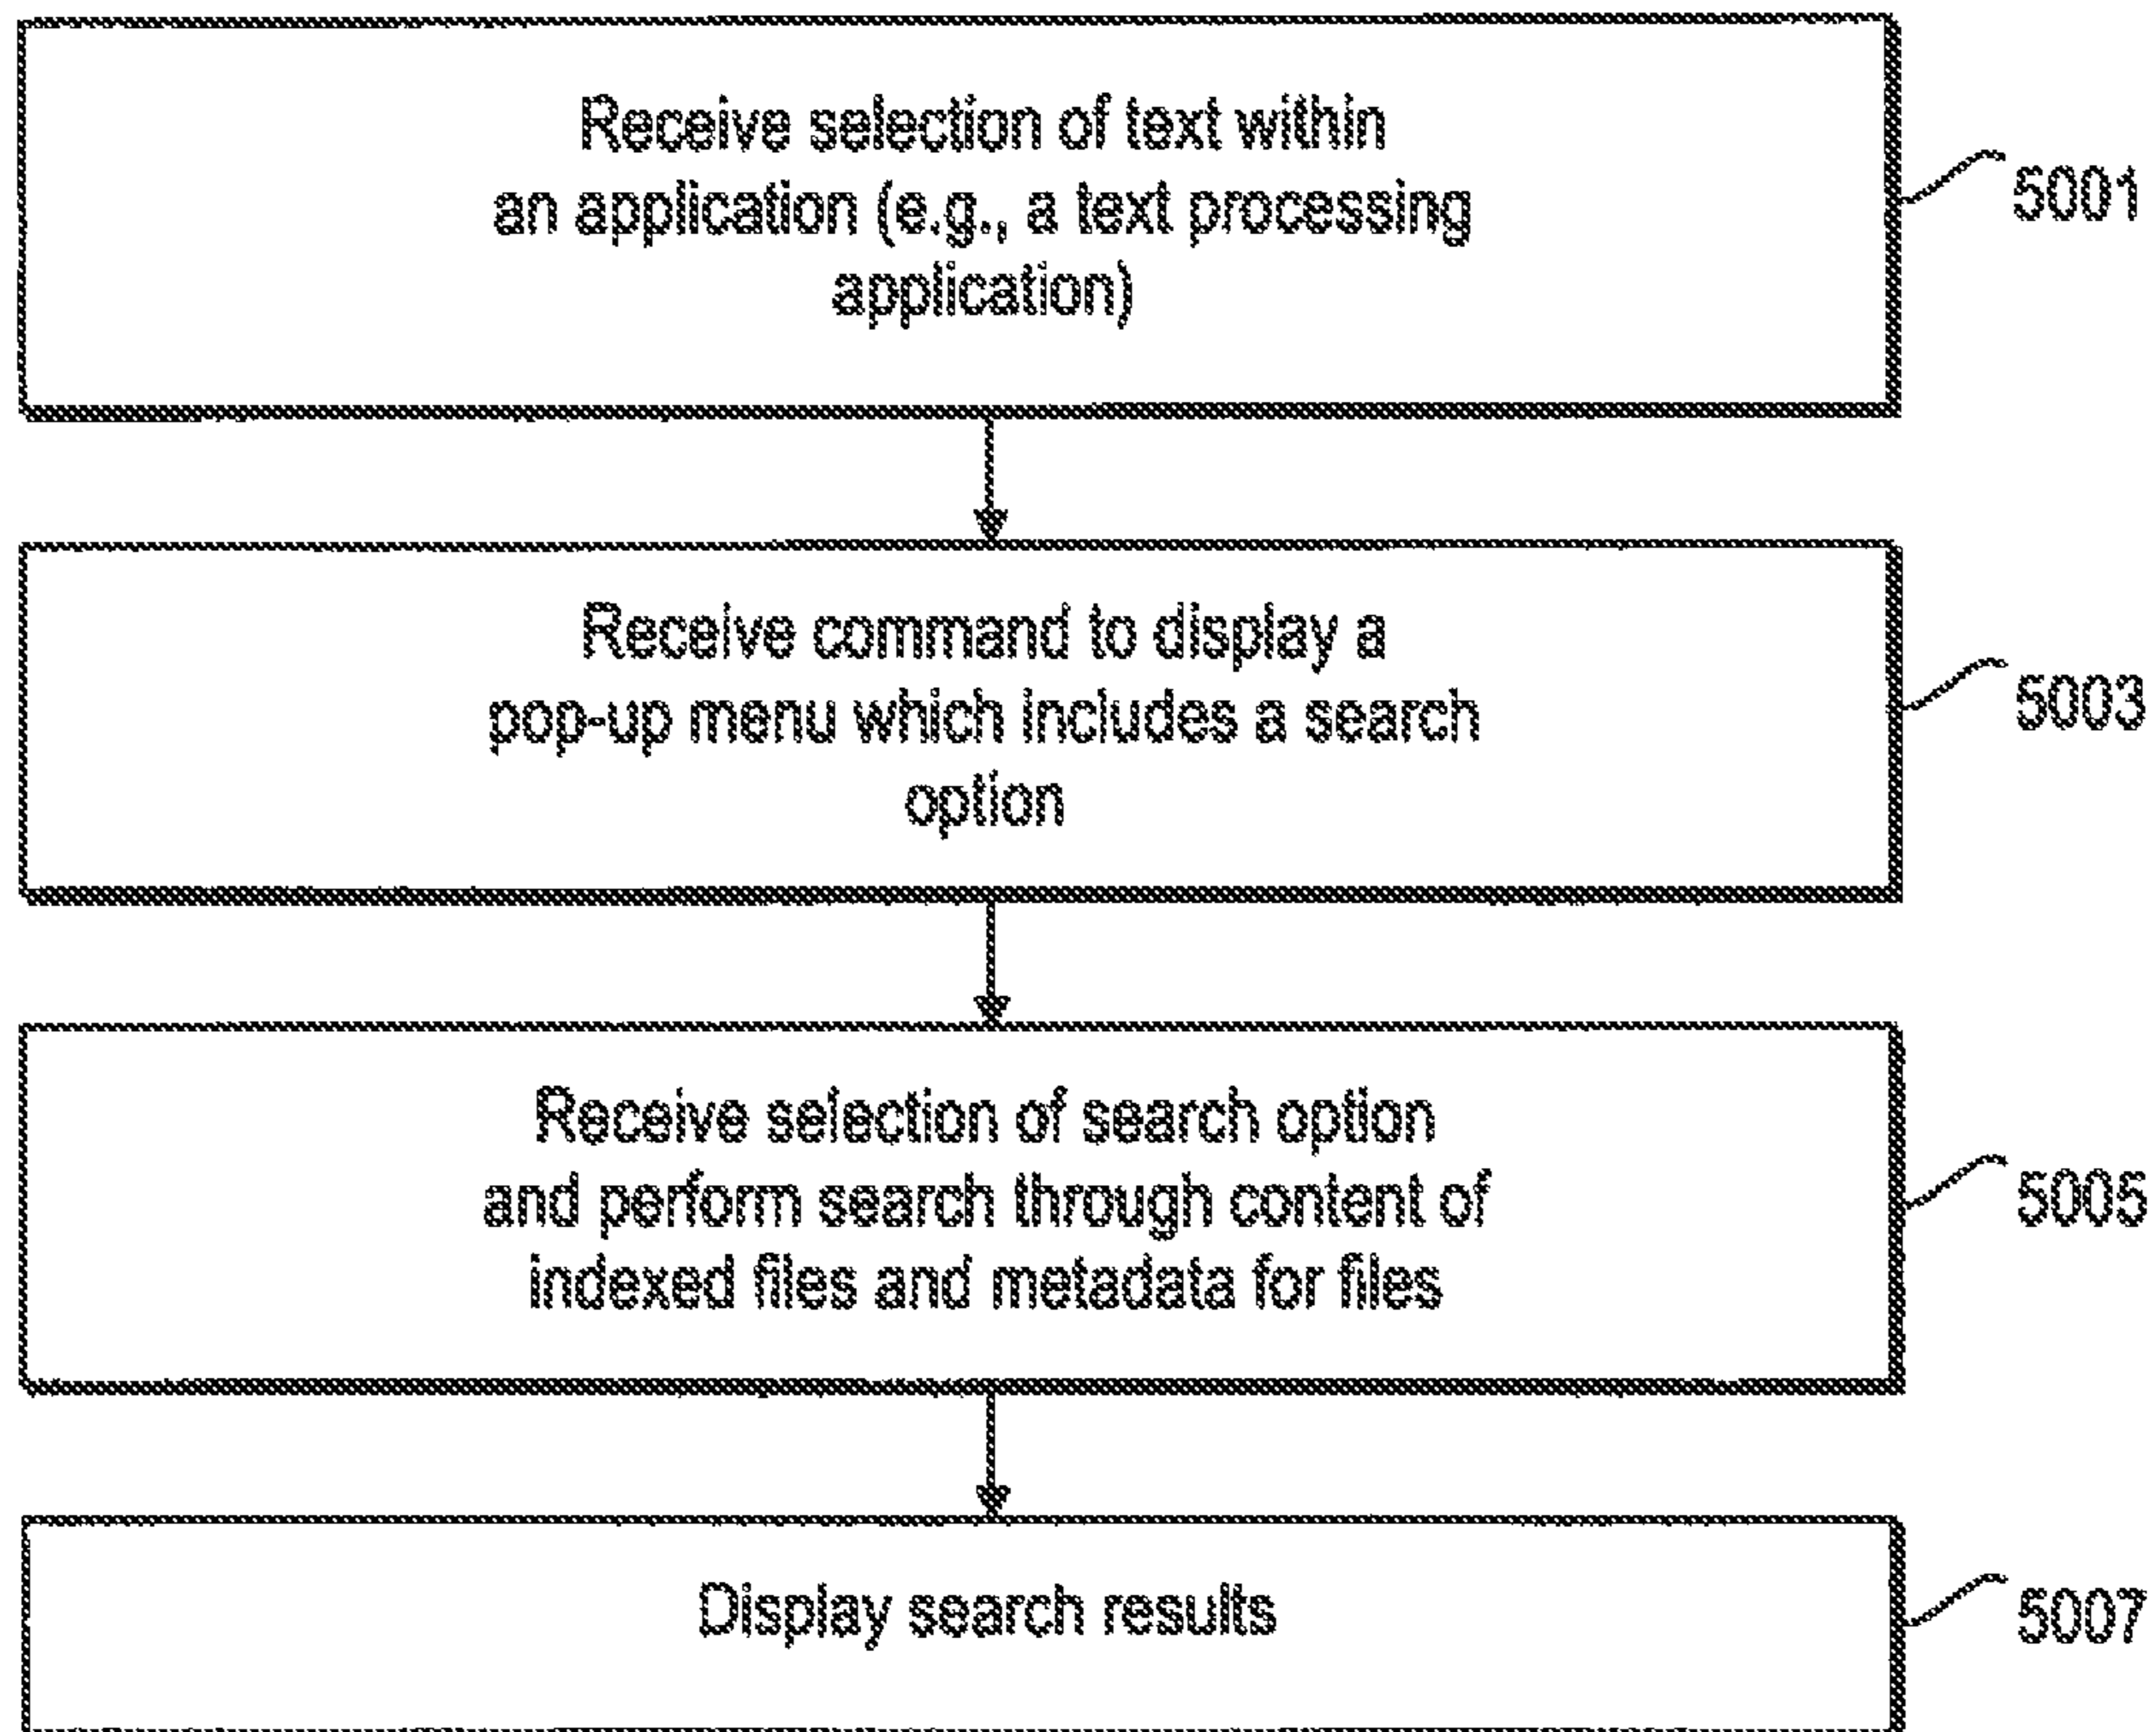 Receive selection of text within
an application (e.g., a text processing
application)
5001
Receive command to display a
pop-up menu which includes a search
option
5003
Receive selection of search option
and perform search through content of
indexed files and metadata for files
5005
Display search results
5007